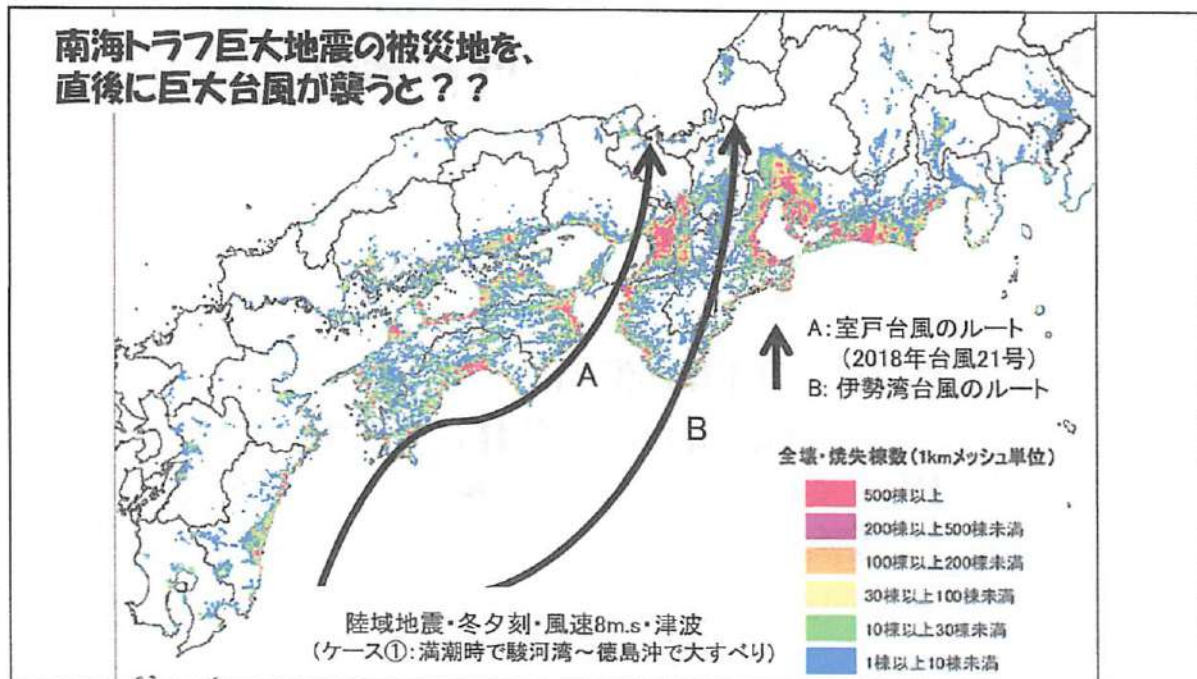 南海トラフ巨大地震の被災地を、
直後に巨大台風が襲うと？？
A
B
A：室戸台風のルート
（2018年台風21号）
B： 伊勢湾台風のルート
全壊・焼失棟数（1kmメッシュ単位）
500棟以上
200棟以上500棟未満
100棟以上200棟未満
30棟以上100棟未満
10棟以上30棟未満
1棟以上10棟未満
陸域地震・冬夕刻・風速8m.s・津波
（ケース①：満潮時で駿河湾～徳島沖で大すべり）